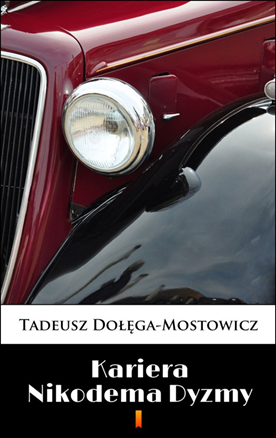 Tadeusz Dołęga-Mostowicz
Kariera
Nikodema Dyzmy